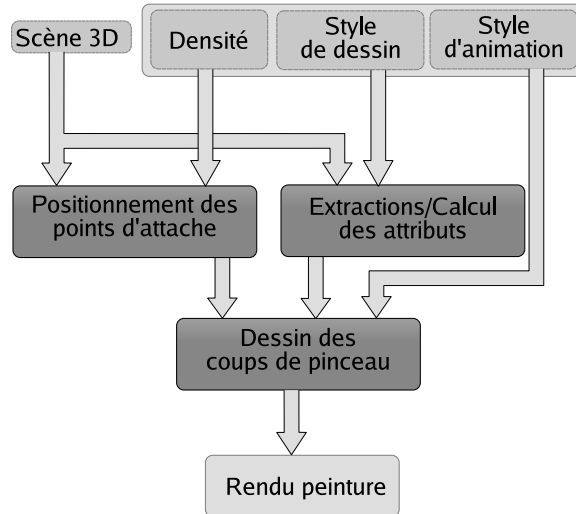 Scène 3D
Densité
Style
de dessin
Style
d'animation
Positionnement des
points d'attache
Extractions/Calcul
des attributs
Dessin des
coups de pinceau
Rendu peinture